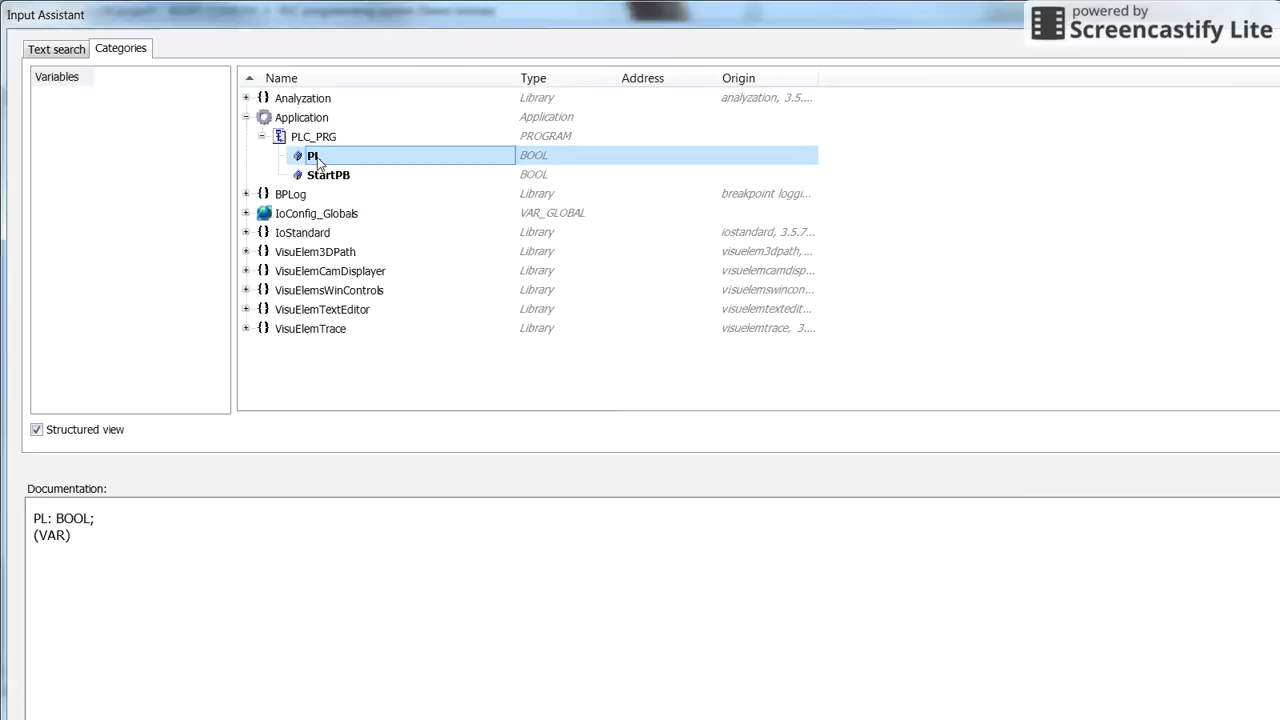 Input Assistant
powered by
Screencastify Lite
Text search Categories
Variables
Name Type Address Origin
Analyzation Library analyzation, 3.5....
Application Application
PLC_PRG PROGRAM
PL BOOL
StartPB BOOL
BPLog Library breakpoint loggi...
IoConfig_Globals VAR_GLOBAL
IoStandard Library iostandard, 3.5.7...
VisuElem3DPath Library visuelem3dpath,...
VisuElemCamDisplayer Library visuelemcamdisp...
VisuElemsWinControls Library visuelemswincon...
VisuElemTextEditor Library visuelemtextedit...
VisuElemTrace Library visuelemtrace, 3....
Structured view
Documentation:
PL: BOOL;
(VAR)